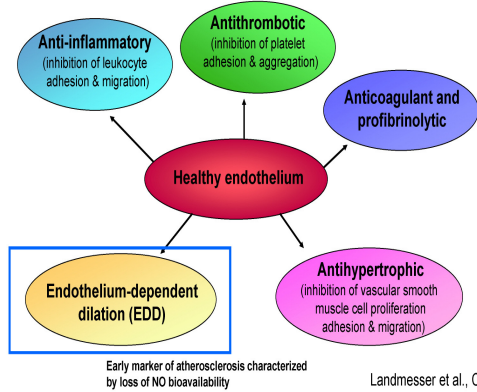 Anti-inflammatory
(inhibition of leukocyte
adhesion & migration)
Antithrombotic
(inhibition of platelet
adhesion & aggregation)
Anticoagulant and
profibrinolytic
Healthy endothelium
Endothelium-dependent
dilation (EDD)
Antihypertrophic
(inhibition of vascular smooth
muscle cell proliferation
adhesion & migration)
Early marker of atherosclerosis characterized
by loss of NO bioavailability
Landmesser et al.,